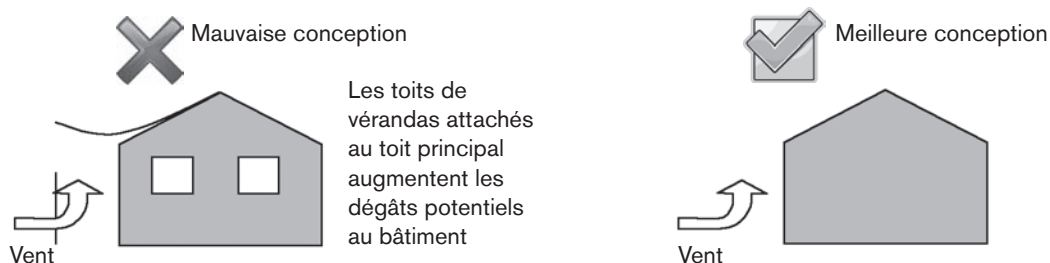 Mauvaise conception
Les toits de
vérandas attachés
au toit principal
augmentent les
dégâts potentiels
au bâtiment
Vent
Meilleure conception
Vent